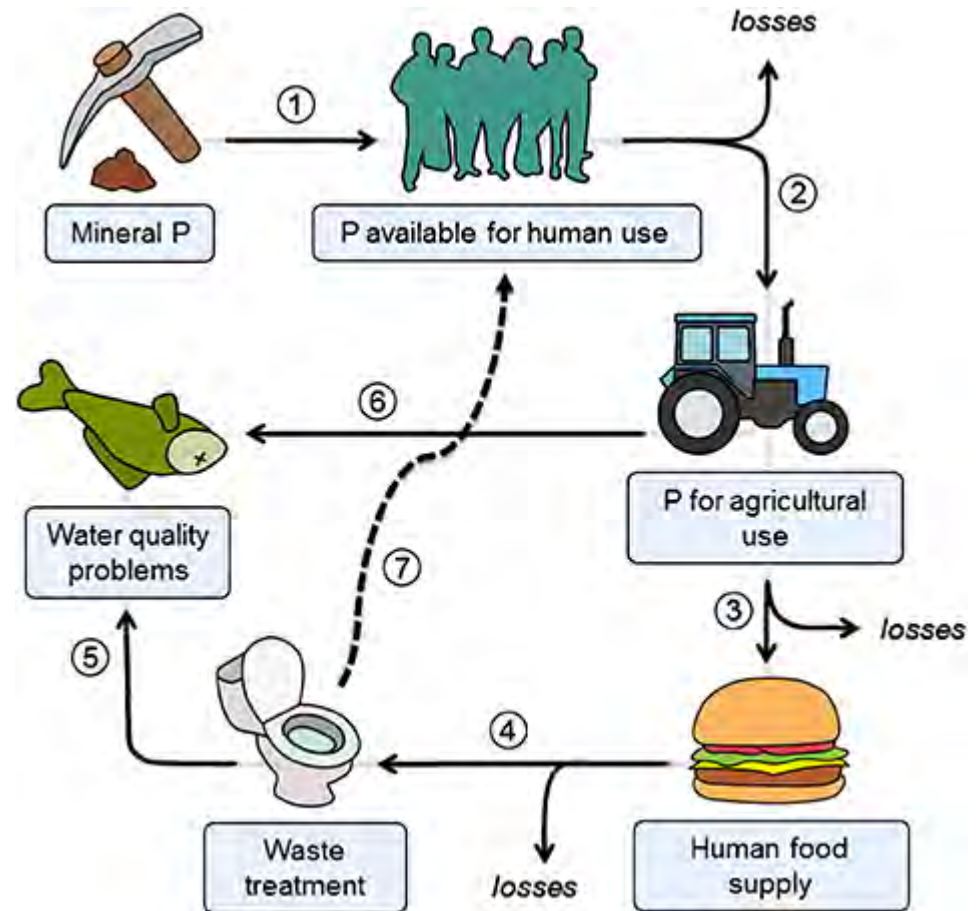 losses
①
②
Mineral P
P available for human use
⑥
P for agricultural
use
Water quality
problems
⑦
③
losses
⑤
④
Waste
treatment
losses
Human food
supply